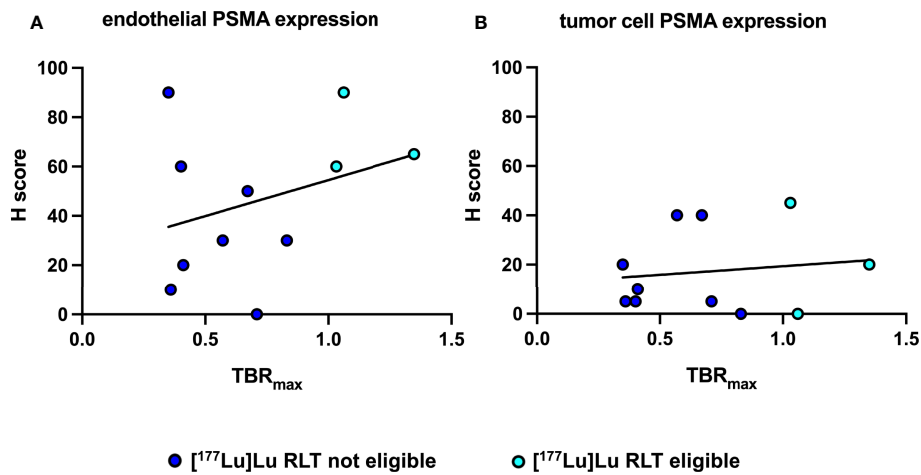 A endothelial PSMA expression
H score
100
80
60
40
20
0
0.0 0.5 1.0 1.5
TBRmax
B tumor cell PSMA expression
H score
100
80
60
40
20
0
0.0 0.5 1.0 1.5
TBRmax
[¹⁷⁷Lu]Lu RLT not eligible
[¹⁷⁷Lu]Lu RLT eligible